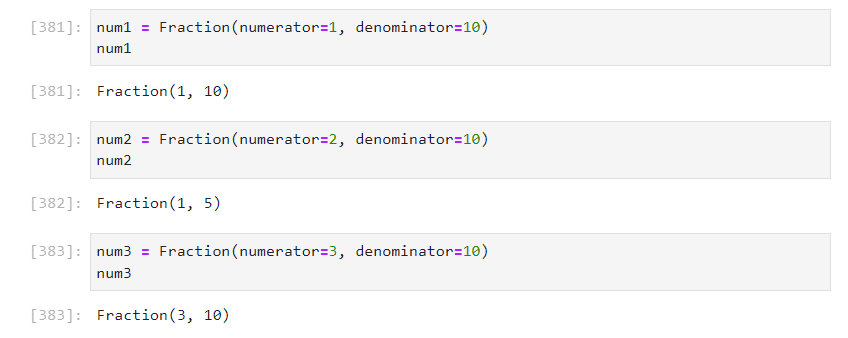 [381]: num1 = Fraction(numerator=1, denominator=10)
num1
[381]: Fraction(1, 10)
[382]: num2 = Fraction(numerator=2, denominator=10)
num2
[382]: Fraction(1, 5)
[383]: num3 = Fraction(numerator=3, denominator=10)
num3
[383]: Fraction(3, 10)